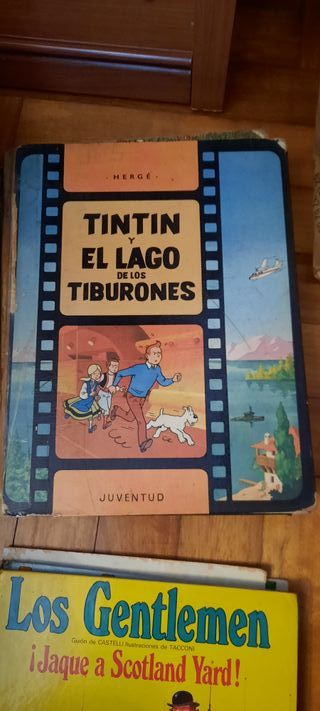 · HERGÉ ·
TINTIN
Y
EL LAGO
DE LOS
TIBURONES
JUVENTUD
Los Gentlemen
Guión de CASTELLI Ilustraciones de TACCONI
¡Jaque a Scotland Yard!